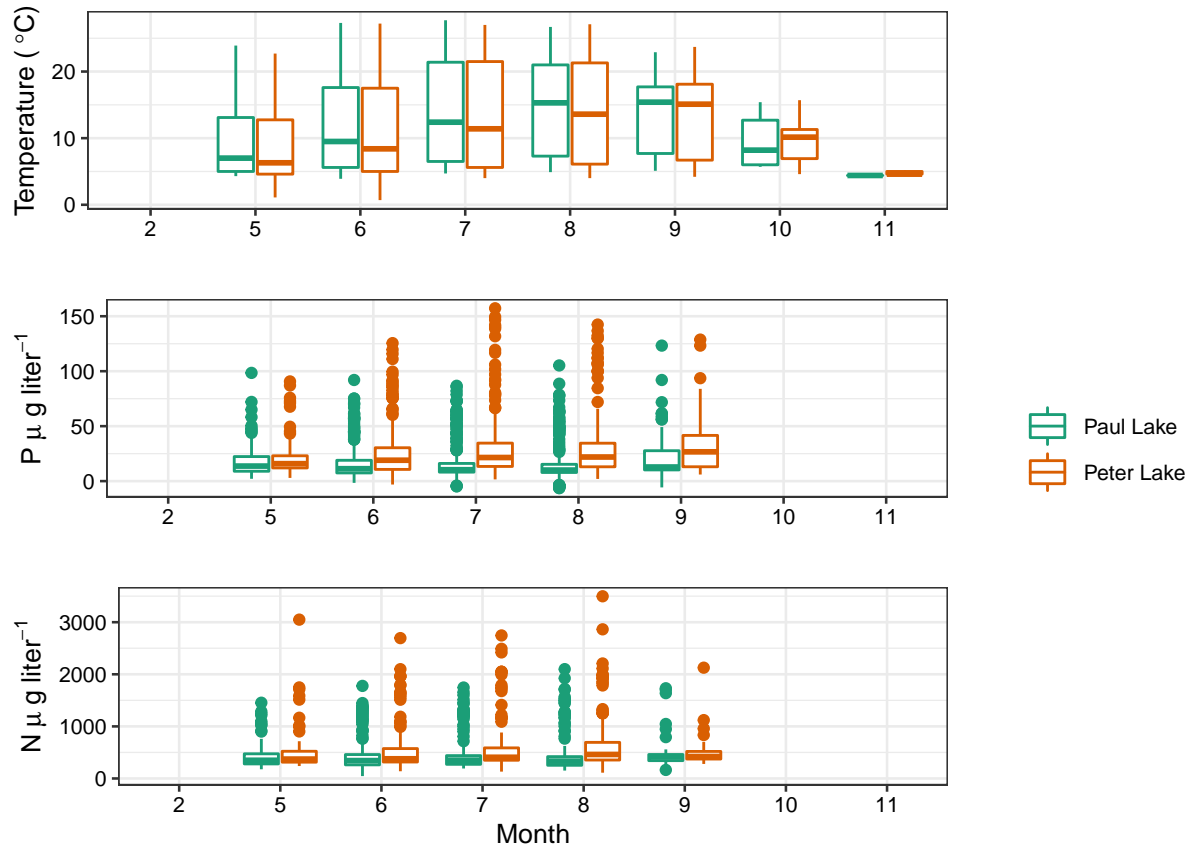 Temperature ( °C)
20
10
0
2 5 6 7 8 9 10 11
P μ g liter⁻¹
150
100
50
0
2 5 6 7 8 9 10 11
Paul Lake
Peter Lake
N μ g liter⁻¹
3000
2000
1000
0
2 5 6 7 8 9 10 11
Month